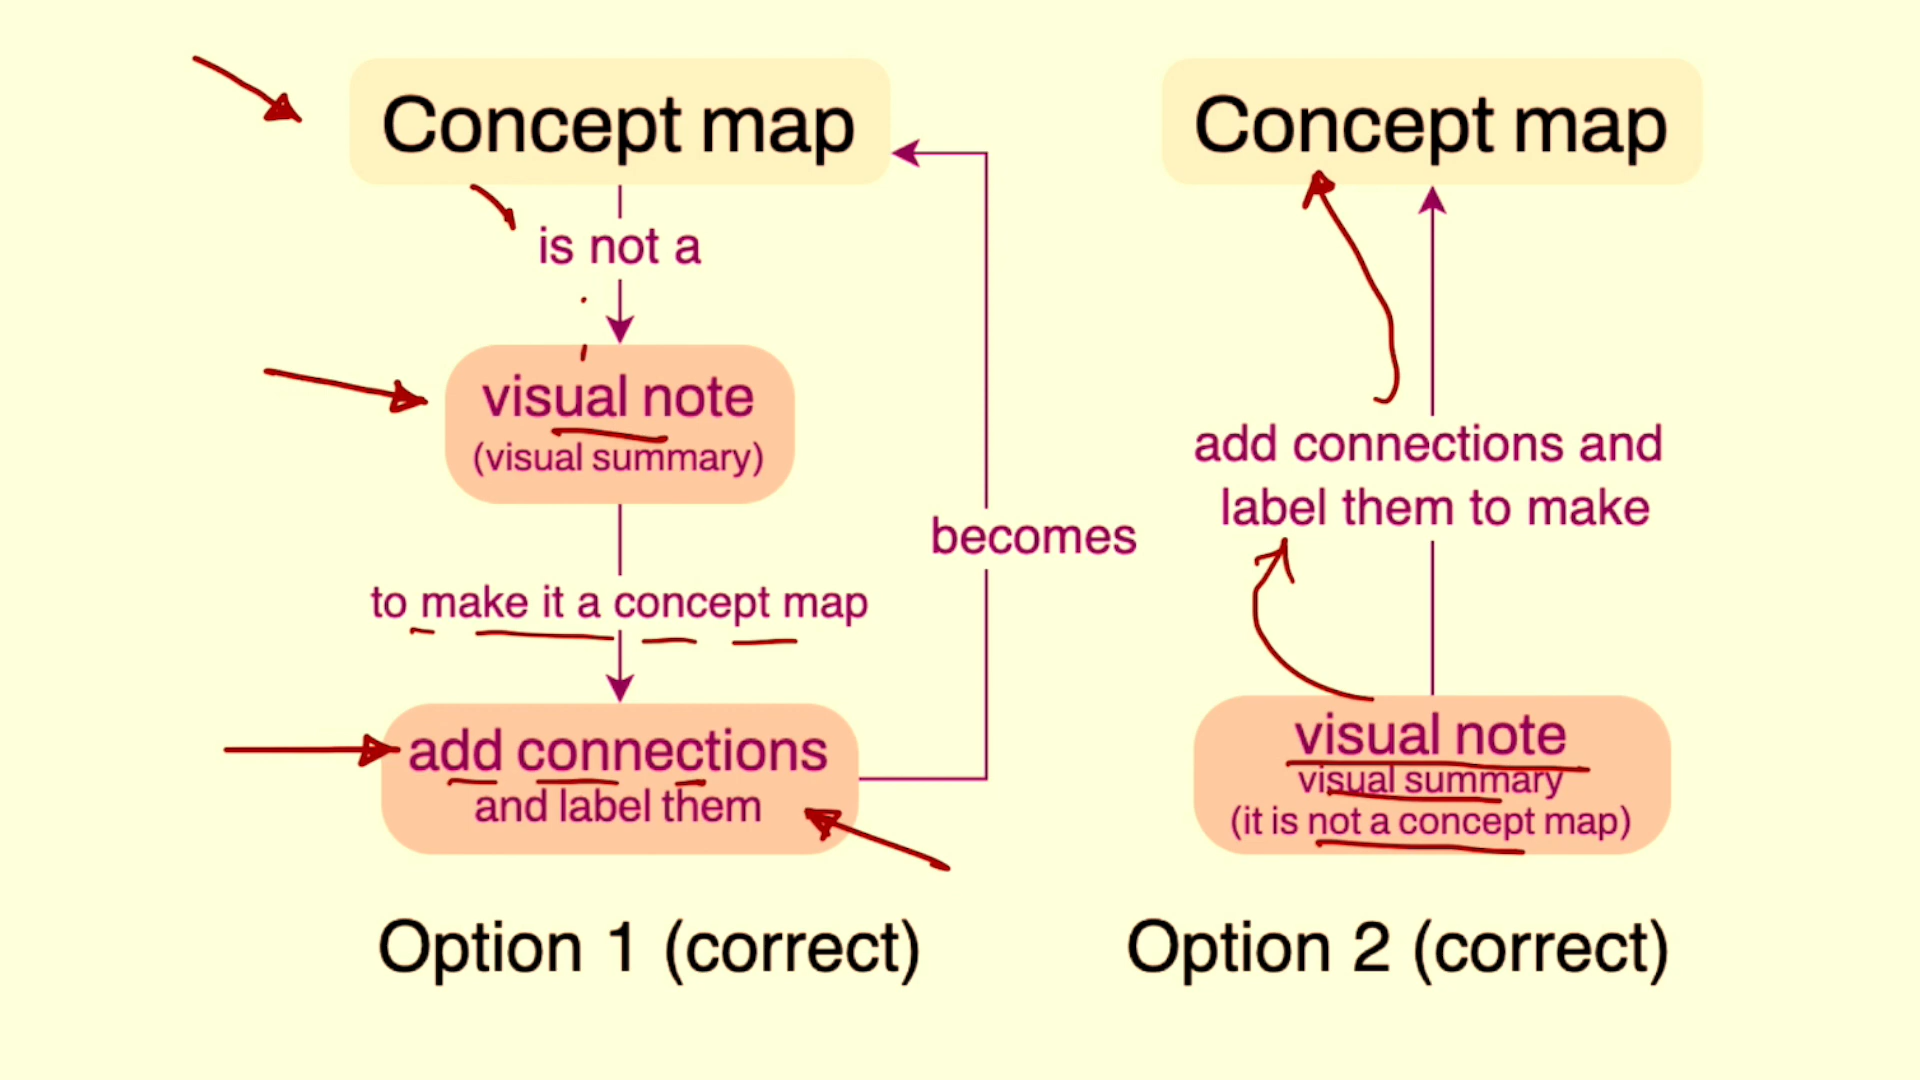 Concept map
is not a
visual note
(visual summary)
to make it a concept map
add connections
and label them
becomes
Option 1 (correct)
Concept map
add connections and
label them to make
visual note
visual summary
(it is not a concept map)
Option 2 (correct)